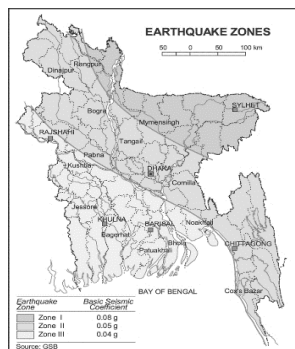 EARTHQUAKE ZONES
50 0 50 100 km
Rangpur
Dinajpur
Bogra
Mymensingh
SYLHET
RAJSHAHI
Tangail
Pabna
DHAKA
Kushtia
Comilla
Jessore
KHULNA
BARISAL
Noakhali
Bagerhat
Bhola
CHITTAGONG
Patuakhali
BAY OF BENGAL
Cox's Bazar
Earthquake Zone
Basic Seismic Coefficient
Zone I 0.08 g
Zone II 0.05 g
Zone III 0.04 g
Source: GSB